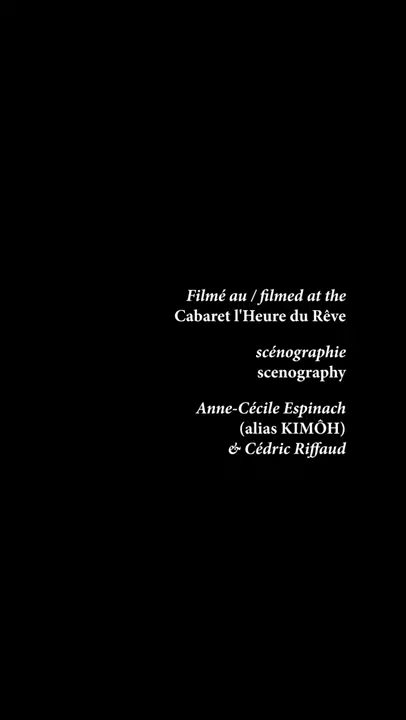 Filmé au / filmed at the
Cabaret l'Heure du Rêve
scénographie
scenography
Anne-Cécile Espinach
(alias KIMÔH)
& Cédric Riffaud